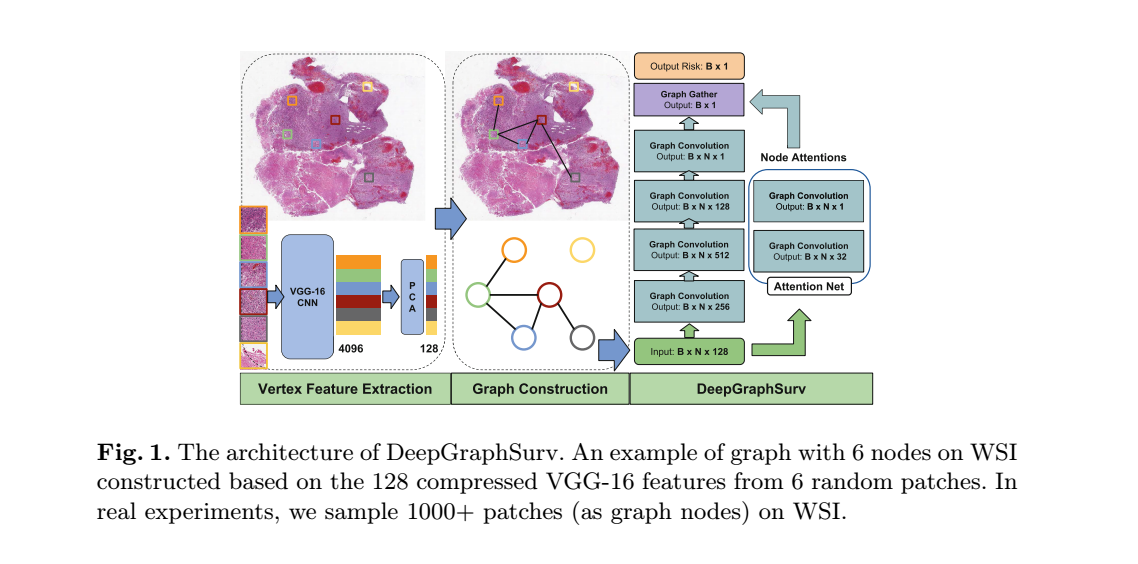 VGG-16
CNN
4096
P
C
A
128
Output Risk: B x 1
Graph Gather
Output: B x 1
Graph Convolution
Output: B x N x 1
Graph Convolution
Output: B x N x 128
Graph Convolution
Output: B x N x 512
Graph Convolution
Output: B x N x 256
Input: B x N x 128
Node Attentions
Graph Convolution
Output: B x N x 1
Graph Convolution
Output: B x N x 32
Attention Net
Vertex Feature Extraction
Graph Construction
DeepGraphSurv
Fig. 1. The architecture of DeepGraphSurv. An example of graph with 6 nodes on WSI
constructed based on the 128 compressed VGG-16 features from 6 random patches. In
real experiments, we sample 1000+ patches (as graph nodes) on WSI.